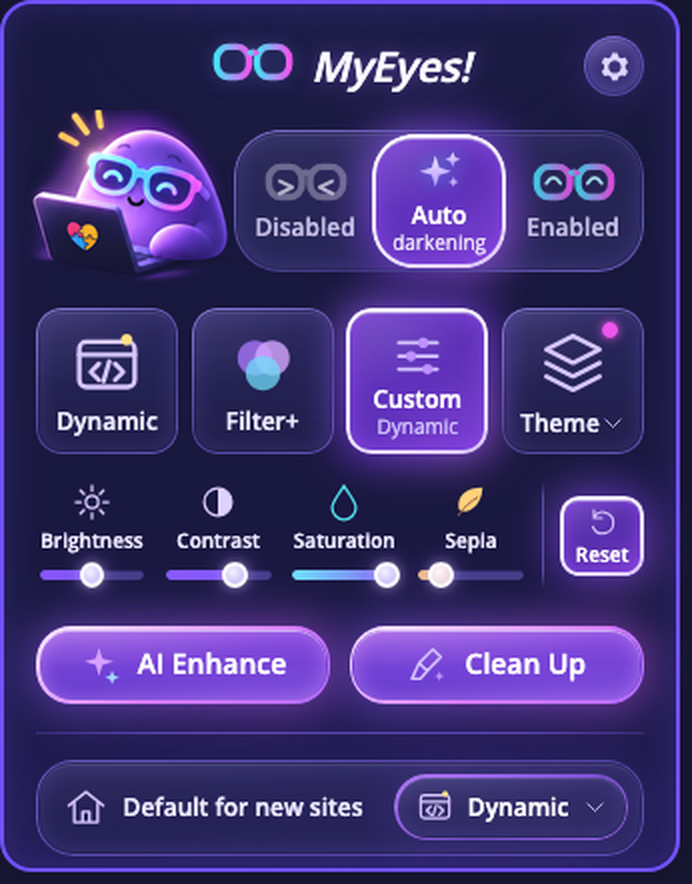 MyEyes!
Disabled
Auto
darkening
Enabled
Dynamic
Filter+
Custom
Dynamic
Theme
Brightness
Contrast
Saturation
Sepia
Reset
AI Enhance
Clean Up
Default for new sites
Dynamic